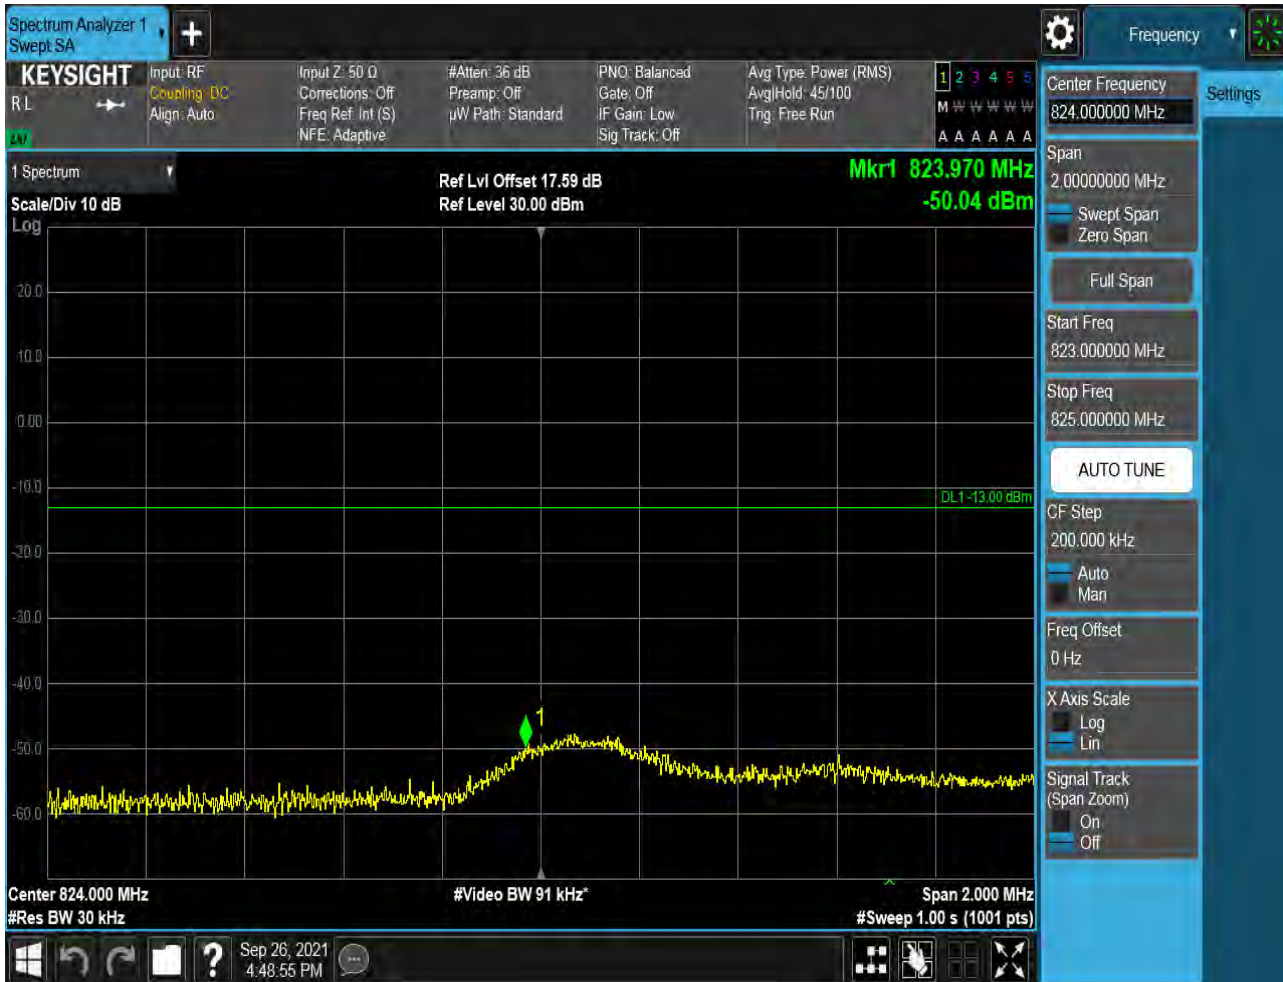 Spectrum Analyzer 1
Swept SA
Frequency
KEYSIGHT
R L
LXI
Input: RF
Coupling: DC
Align: Auto
Input Z: 50 Ω
Corrections: Off
Freq Ref: Int (S)
NFE: Adaptive
#Atten: 36 dB
Preamp: Off
µW Path: Standard
PNO: Balanced
Gate: Off
IF Gain: Low
Sig Track: Off
Avg Type: Power (RMS)
Avg|Hold: 45/100
Trig: Free Run
1 2 3 4 5 6
M W W W W W
A A A A A A
1 Spectrum
Scale/Div 10 dB
Log
Ref Lvl Offset 17.59 dB
Ref Level 30.00 dBm
Mkr1 823.970 MHz
-50.04 dBm
20.0
10.0
0.00
-10.0
DL1 -13.00 dBm
-20.0
-30.0
-40.0
1
-50.0
-60.0
Center 824.000 MHz
#Res BW 30 kHz
#Video BW 91 kHz*
Span 2.000 MHz
#Sweep 1.00 s (1001 pts)
Sep 26, 2021
4:48:55 PM
Center Frequency
824.000000 MHz
Settings
Span
2.00000000 MHz
Swept Span
Zero Span
Full Span
Start Freq
823.000000 MHz
Stop Freq
825.000000 MHz
AUTO TUNE
CF Step
200.000 kHz
Auto
Man
Freq Offset
0 Hz
X Axis Scale
Log
Lin
Signal Track
(Span Zoom)
On
Off